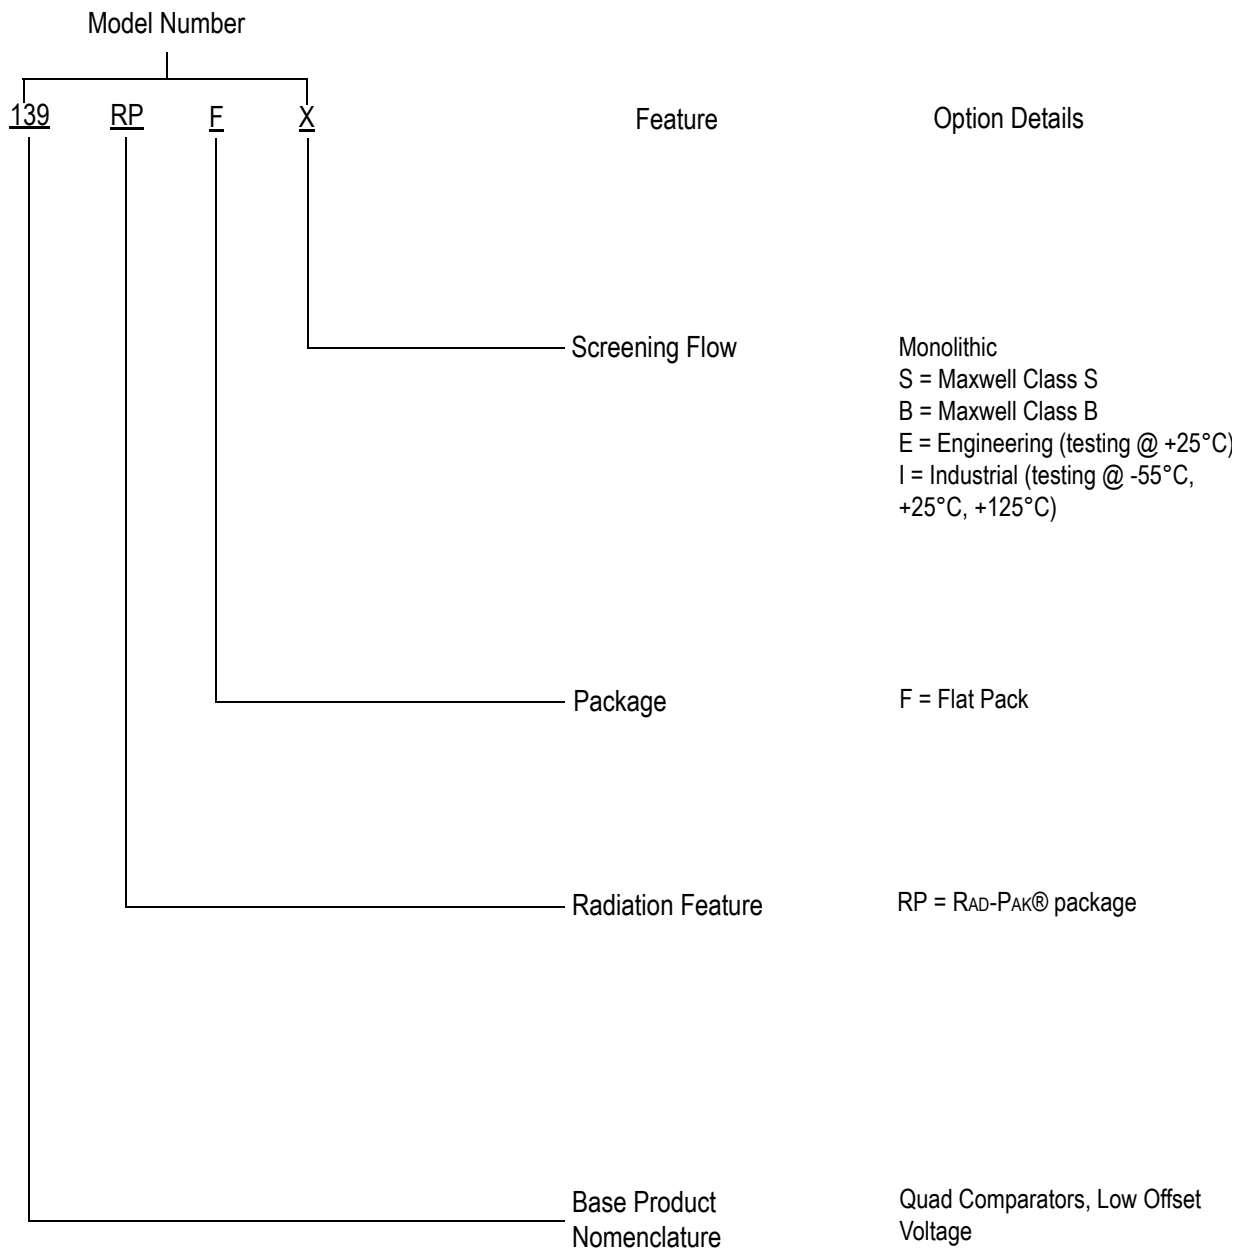 Model Number
139 RP F X
Feature Option Details
Screening Flow
Monolithic
S = Maxwell Class S
B = Maxwell Class B
E = Engineering (testing @ +25°C)
I = Industrial (testing @ -55°C,
+25°C, +125°C)
Package
F = Flat Pack
Radiation Feature
RP = RAD-PAK® package
Base Product
Nomenclature
Quad Comparators, Low Offset
Voltage